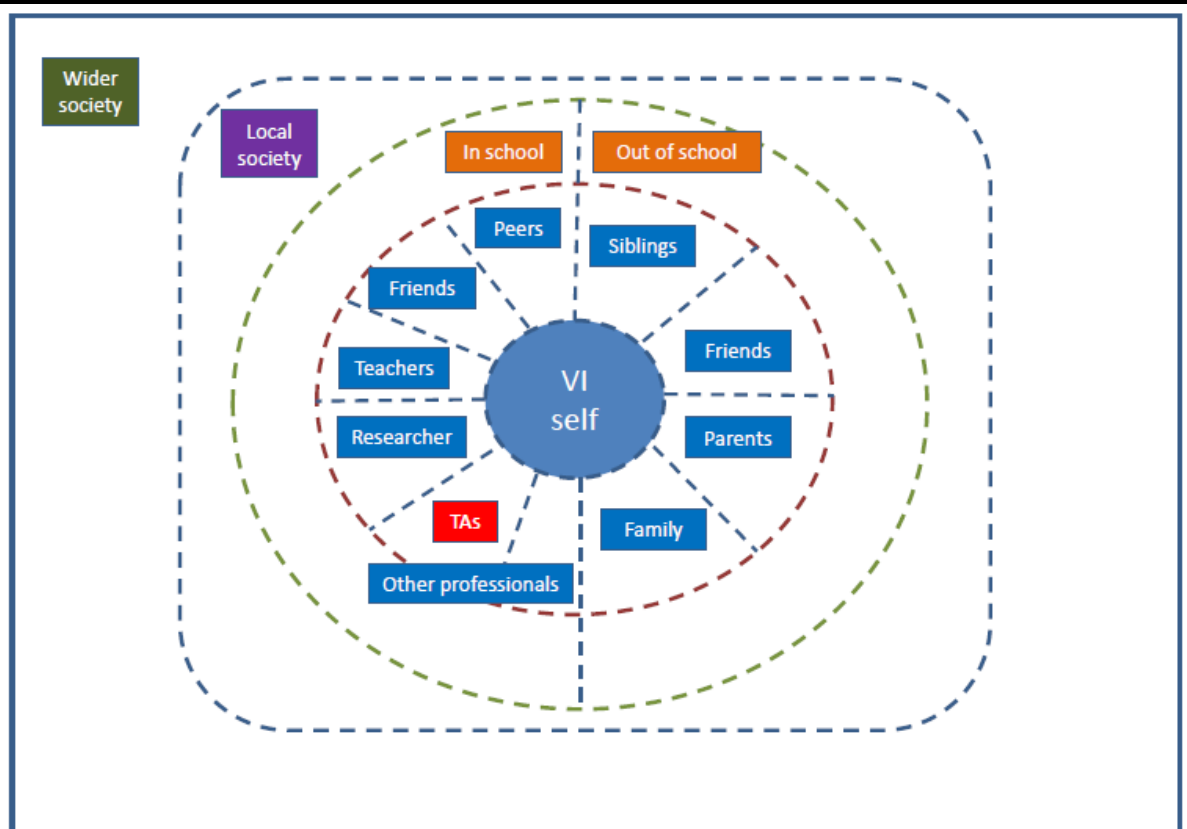 Wider
society
Local
society
In school
Out of school
Peers
Siblings
Friends
Friends
Teachers
VI
self
Researcher
Parents
TAs
Family
Other professionals